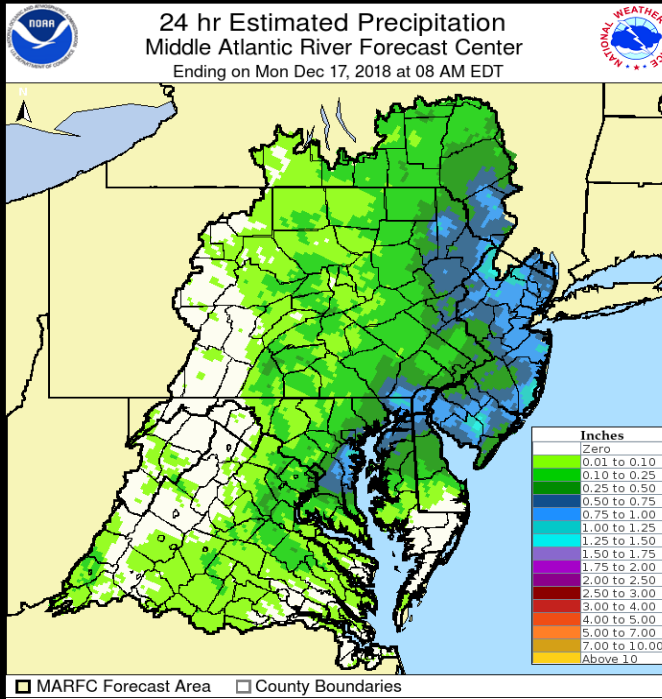 24 hr Estimated Precipitation
Middle Atlantic River Forecast Center
Ending on Mon Dec 17, 2018 at 08 AM EDT
NOAA
NATIONAL WEATHER
N
Inches
Zero
0.01 to 0.10
0.10 to 0.25
0.25 to 0.50
0.50 to 0.75
0.75 to 1.00
1.00 to 1.25
1.25 to 1.50
1.50 to 1.75
1.75 to 2.00
2.00 to 2.50
2.50 to 3.00
3.00 to 4.00
4.00 to 5.00
5.00 to 7.00
7.00 to 10.00
Above 10
MARFC Forecast Area
County Boundaries